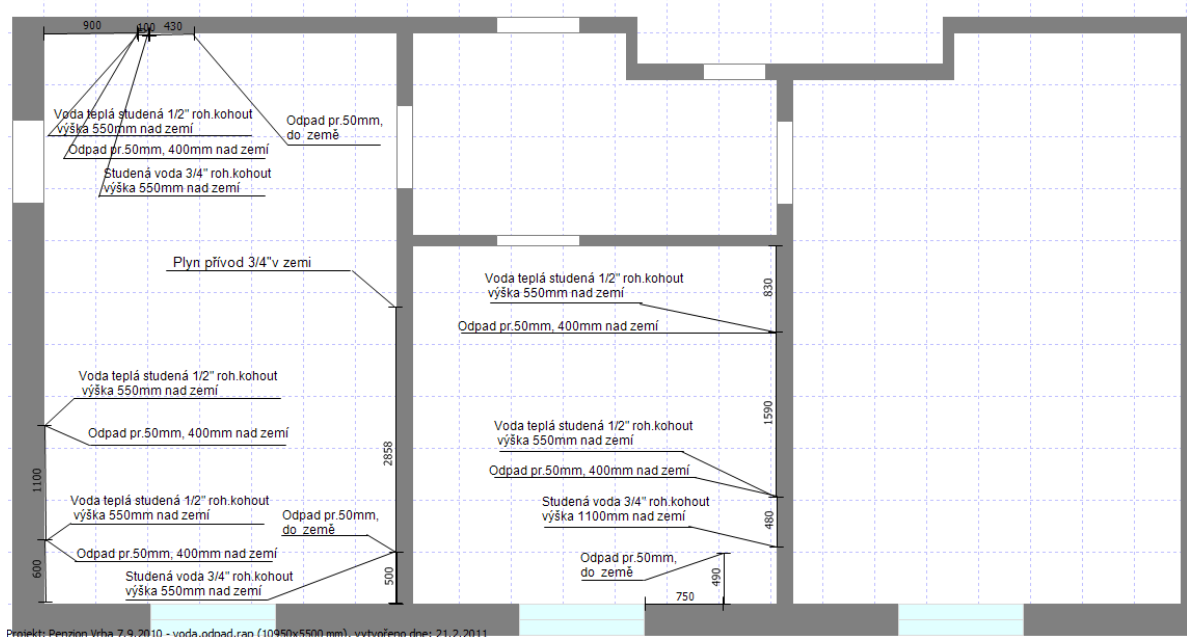 900
100
430
Voda teplá studená 1/2" roh.kohout
výška 550mm nad zemí
Odpad pr.50mm, 400mm nad zemí
Studená voda 3/4" roh.kohout
výška 550mm nad zemí
Odpad pr.50mm,
do země
Plyn přívod 3/4"v zemi
Voda teplá studená 1/2" roh.kohout
výška 550mm nad zemí
Odpad pr.50mm, 400mm nad zemí
1100
2858
Voda teplá studená 1/2" roh.kohout
výška 550mm nad zemí
Odpad pr.50mm,
do země
Odpad pr.50mm, 400mm nad zemí
600
Studená voda 3/4" roh.kohout
výška 550mm nad zemí
500
Voda teplá studená 1/2" roh.kohout
výška 550mm nad zemí
830
Odpad pr.50mm, 400mm nad zemí
1590
Voda teplá studená 1/2" roh.kohout
výška 550mm nad zemí
Odpad pr.50mm, 400mm nad zemí
Studená voda 3/4" roh.kohout
výška 1100mm nad zemí
480
Odpad pr.50mm,
do země
490
750
Projekt: Penzion Vrba 7.9.2010 - voda,odpad.rap (10950x5500 mm), vytvořeno dne: 21.2.2011